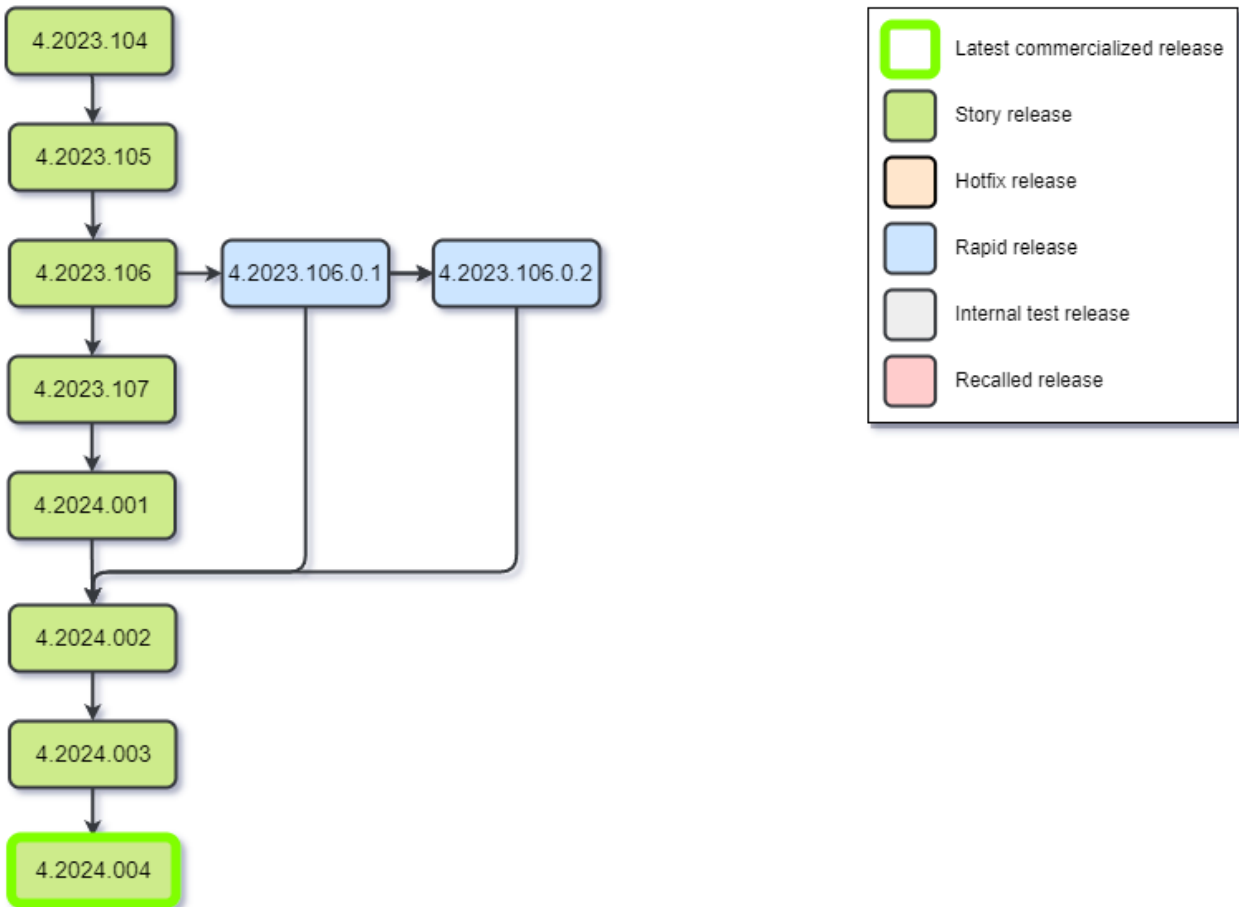 4.2023.104
4.2023.105
4.2023.106
4.2023.106.0.1
4.2023.106.0.2
4.2023.107
4.2024.001
4.2024.002
4.2024.003
4.2024.004
Latest commercialized release
Story release
Hotfix release
Rapid release
Internal test release
Recalled release